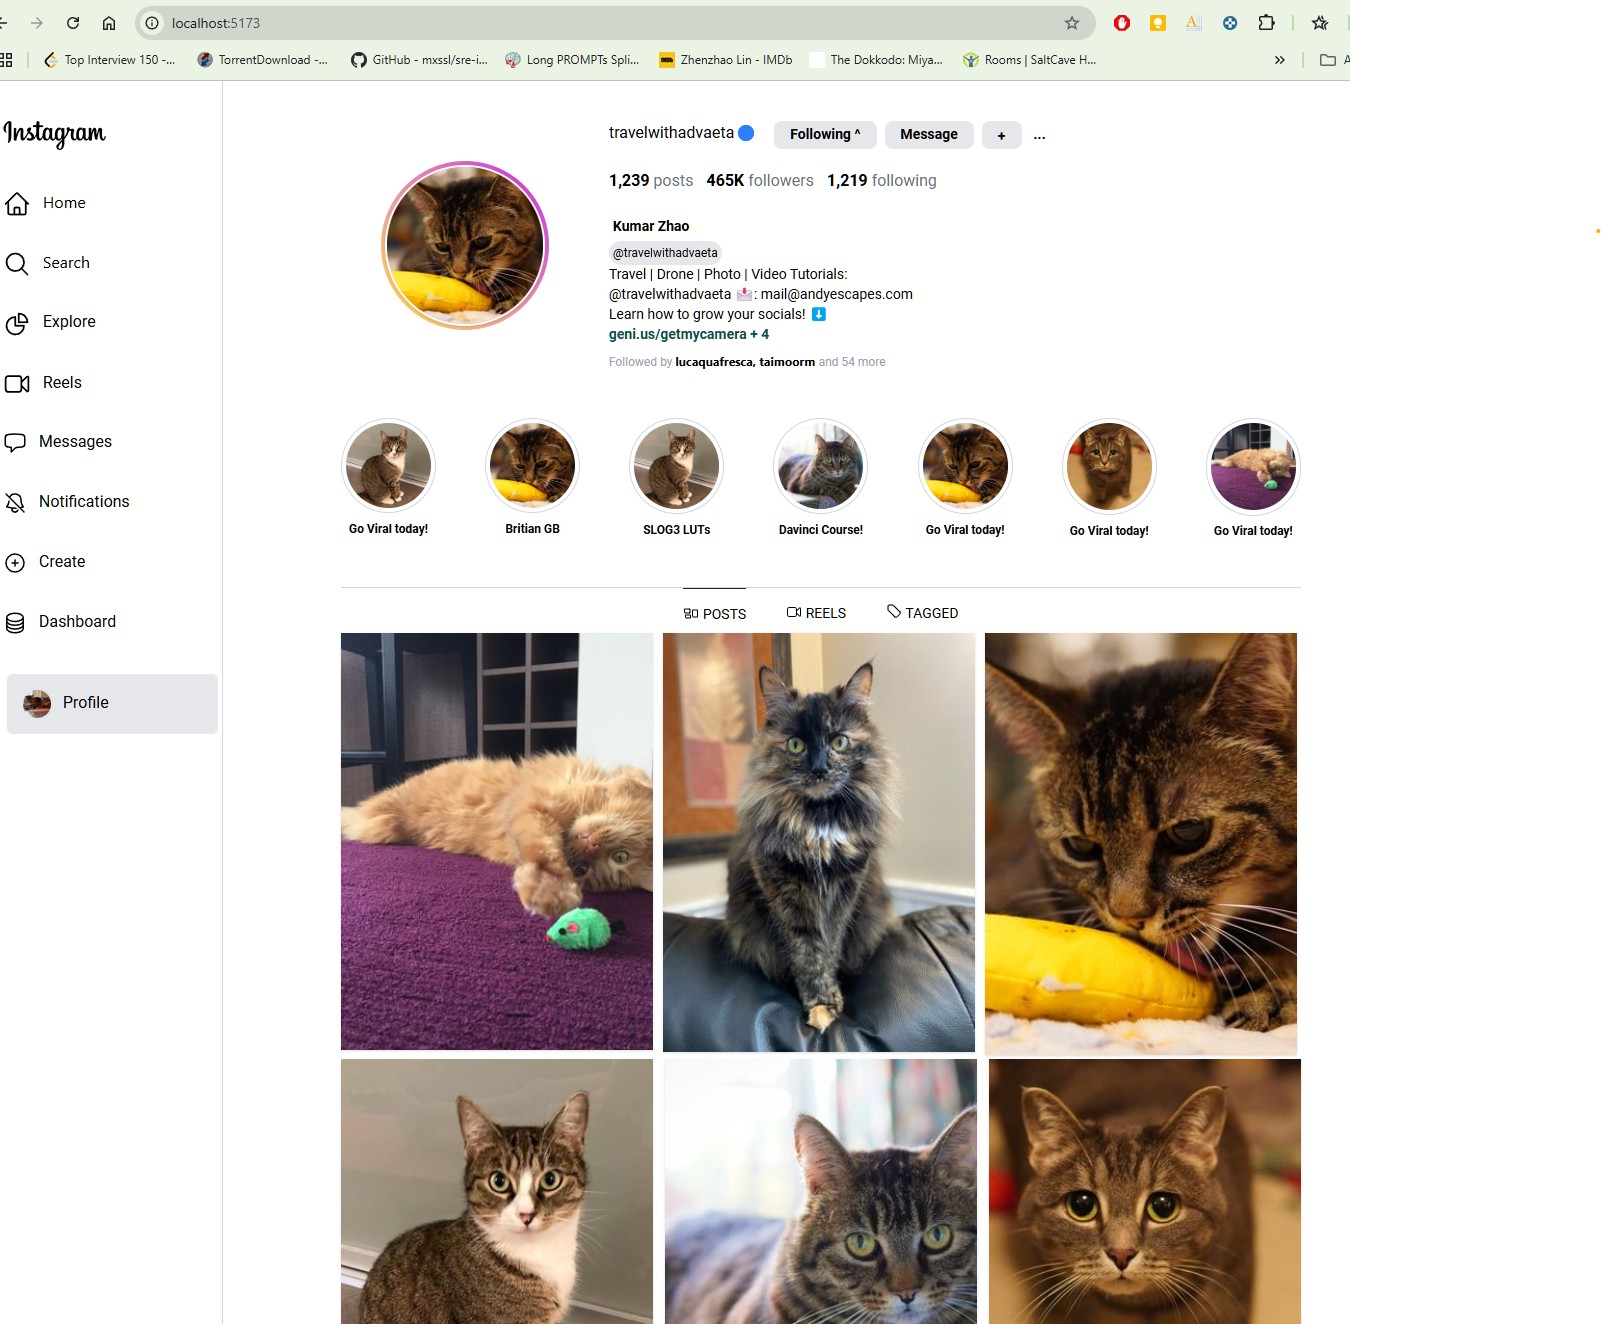 localhost:5173
Top Interview 150 -...
TorrentDownload -...
GitHub - mxssl/sre-i...
Long PROMPTs Spli...
Zhenzhao Lin - IMDb
The Dokkodo: Miya...
Rooms | SaltCave H...
»
Instagram
Home
Search
Explore
Reels
Messages
Notifications
Create
Dashboard
Profile
travelwithadvaeta
Following ^
Message
+
...
1,239 posts 465K followers 1,219 following
Kumar Zhao
@travelwithadvaeta
Travel | Drone | Photo | Video Tutorials:
@travelwithadvaeta 📩: mail@andyescapes.com
Learn how to grow your socials! ⬇️
geni.us/getmycamera + 4
Followed by lucaquafresca, taimoorm and 54 more
Go Viral today!
Britian GB
SLOG3 LUTs
Davinci Course!
Go Viral today!
Go Viral today!
Go Viral today!
POSTS
REELS
TAGGED